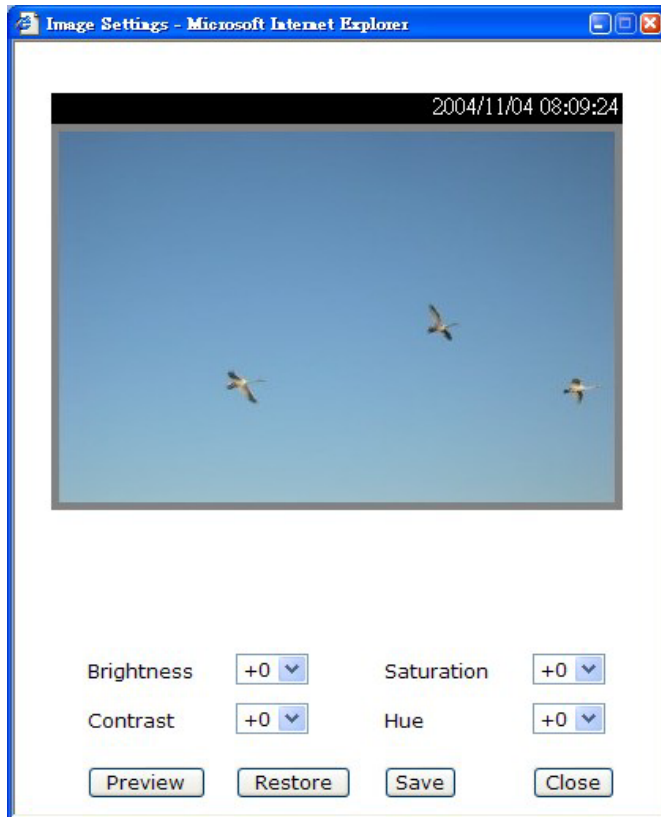 Image Settings - Microsoft Internet Explorer
2004/11/04 08:09:24
Brightness +0 Saturation +0
Contrast +0 Hue +0
Preview Restore Save Close